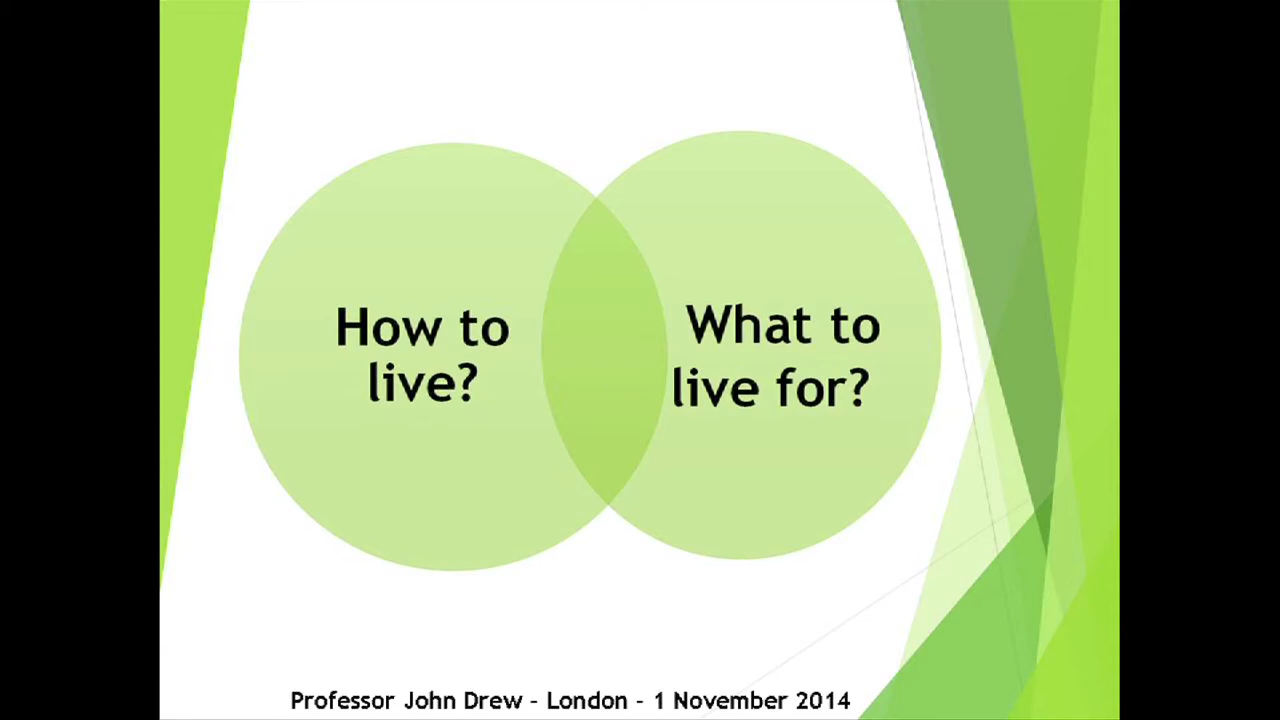 How to
live?
What to
live for?
Professor John Drew – London – 1 November 2014